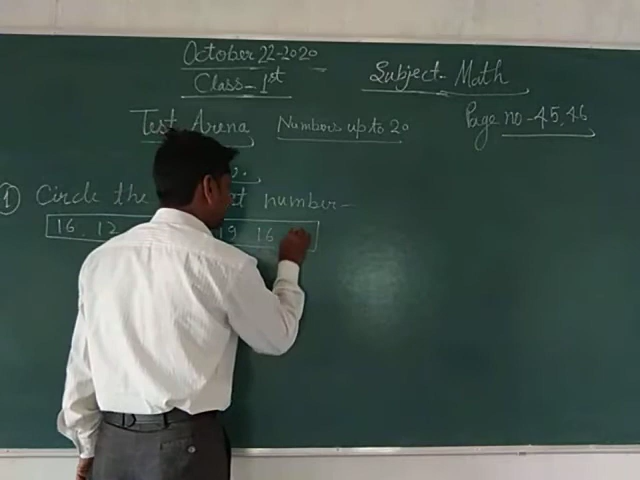 October 22-2020
Class-1st
Subject-Math
Test Arena Numbers up to 20
Page no-45,46
1 Circle the number-
16, 12 19 16